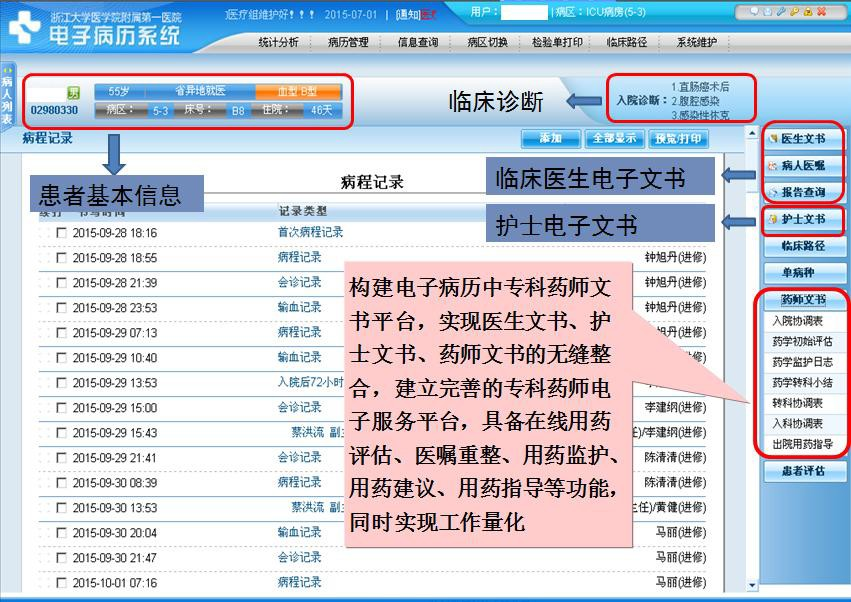 浙江大学医学院附属第一医院
电子病历系统
医疗组维护好！！！ 2015-07-01 | [通知]医
用户： | 病区：ICU病房(5-3)
统计分析 病历管理 信息查询 病区切换 检验单打印 临床路径 系统维护
病人列表
男
02980330
55岁 省异地就医 血型 B型
病区： 5-3 床号： B8 住院： 46天
临床诊断
入院诊断：
1.直肠癌术后
2.腹腔感染
3.感染性休克
病程记录
添加 全部显示 预览/打印
患者基本信息
病程记录
临床医生电子文书
护士电子文书
记录类型
2015-09-28 18:16 首次病程记录
2015-09-28 18:55 病程记录 钟旭丹(进修)
2015-09-28 21:39 会诊记录 钟旭丹(进修)
2015-09-28 23:53 输血记录 钟旭丹(进修)
2015-09-29 07:13 病程记录 钟旭丹(进修)
2015-09-29 10:40 输血记录
2015-09-29 13:53 入院后72小时
2015-09-29 15:00 会诊记录 李建纲(进修)
2015-09-29 15:43 蔡洪流 副主 任)/李建纲(进修)
2015-09-29 21:41 会诊记录 陈清清(进修)
2015-09-30 08:39 病程记录 陈清清(进修)
2015-09-30 13:53 蔡洪流 副主 主任)/黄健(进修)
2015-09-30 20:04 输血记录 马丽(进修)
2015-09-30 21:47 会诊记录 马丽(进修)
2015-10-01 07:16 病程记录 马丽(进修)
构建电子病历中专科药师文
书平台，实现医生文书、护
士文书、药师文书的无缝整
合，建立完善的专科药师电
子服务平台，具备在线用药
评估、医嘱重整、用药监护、
用药建议、用药指导等功能，
同时实现工作量化
医生文书
病人医嘱
报告查询
护士文书
临床路径
单病种
药师文书
入院协调表
药学初始评估
药学监护日志
药学转科小结
转科协调表
入科协调表
出院用药指导
患者评估